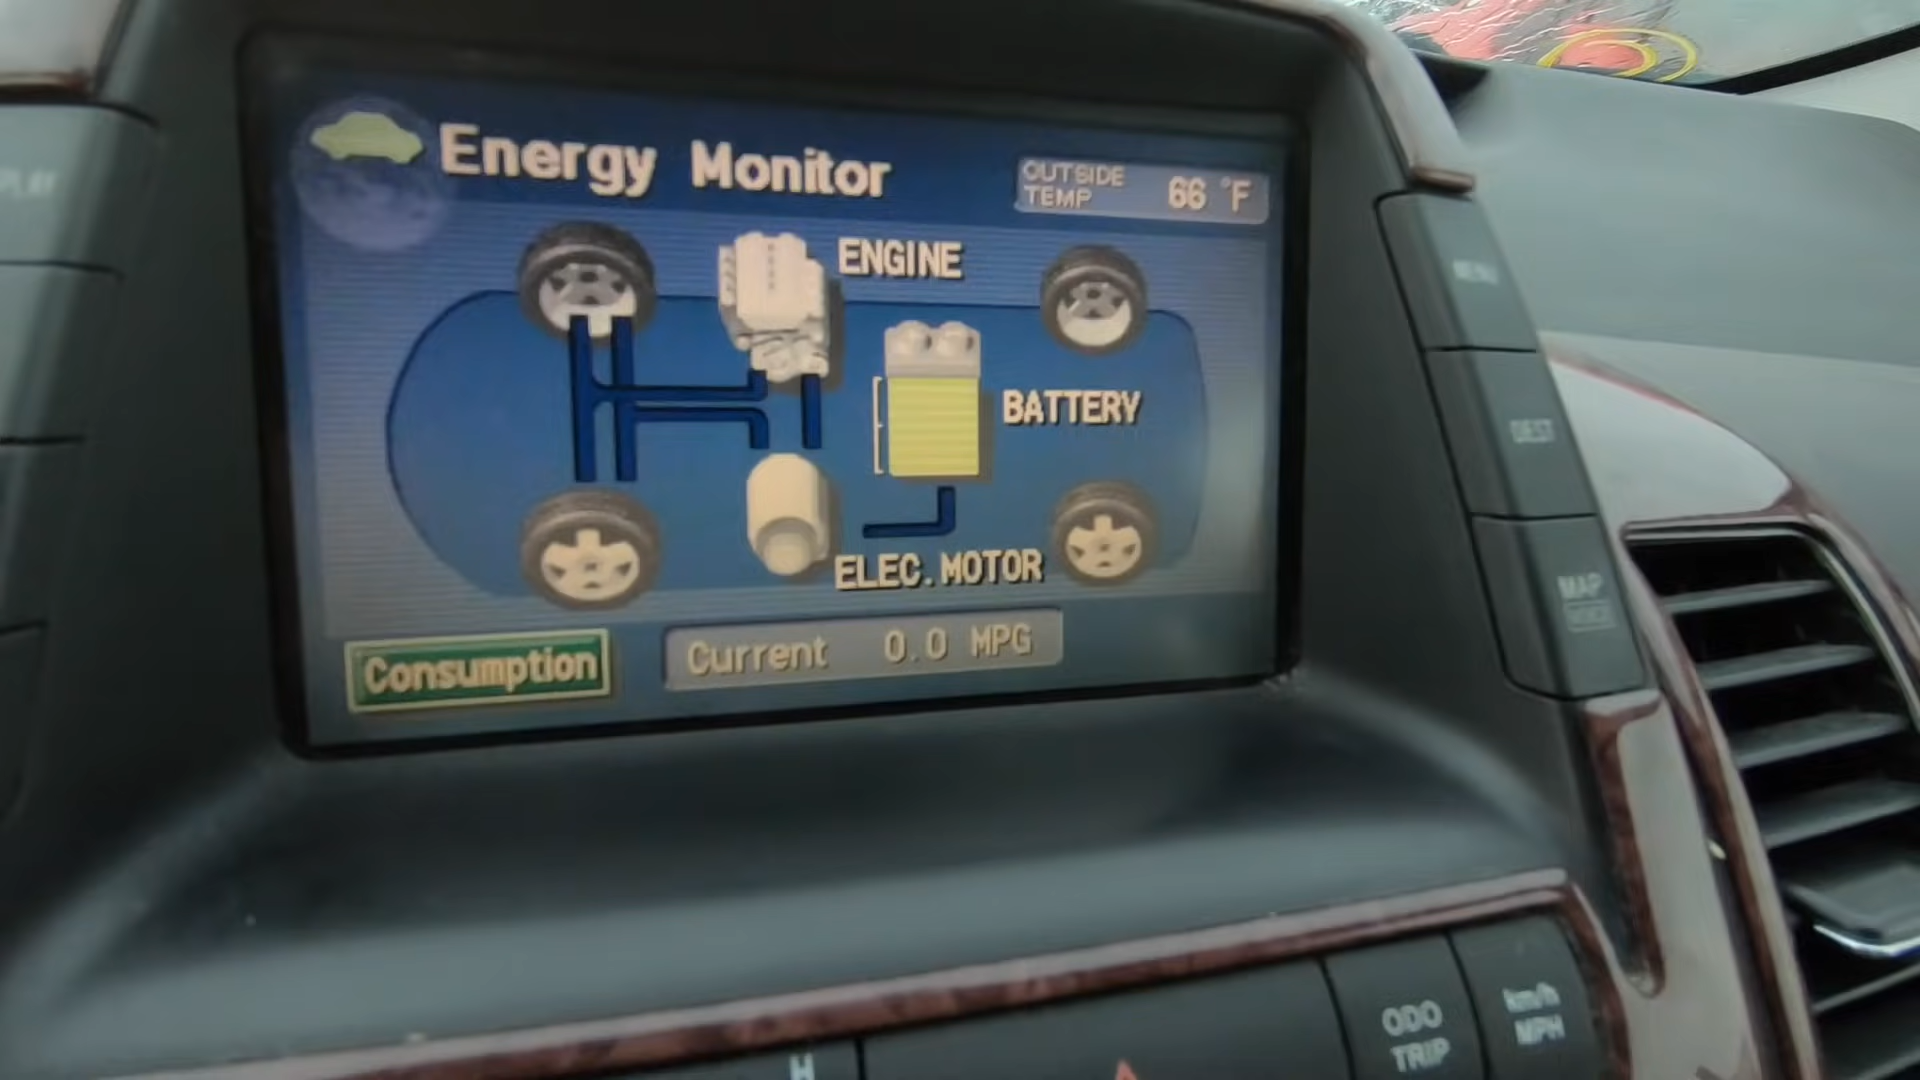 PLAY
Energy Monitor
OUTSIDE
TEMP 66 °F
ENGINE
BATTERY
ELEC.MOTOR
Consumption
Current 0.0 MPG
MENU
DEST
MAP
ODO
TRIP
km/h
MPH
H